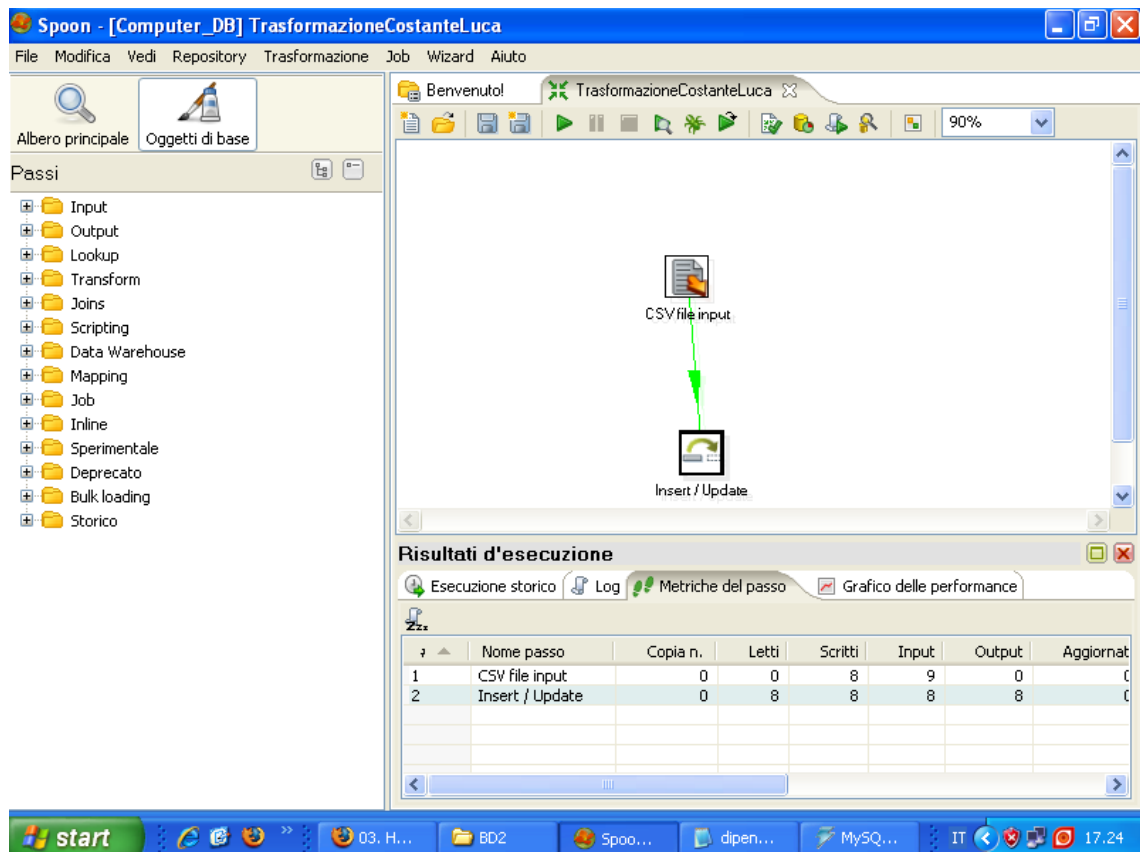 Spoon - [Computer_DB] TrasformazioneCostanteLuca
File Modifica Vedi Repository Trasformazione Job Wizard Aiuto
Albero principale
Oggetti di base
Passi
Input
Output
Lookup
Transform
Joins
Scripting
Data Warehouse
Mapping
Job
Inline
Sperimentale
Deprecato
Bulk loading
Storico
Benvenuto! TrasformazioneCostanteLuca
90%
CSV file input
Insert / Update
Risultati d'esecuzione
Esecuzione storico Log Metriche del passo Grafico delle performance
Nome passo Copia n. Letti Scritti Input Output Aggiornat
1 CSV file input 0 0 8 9 0 0
2 Insert / Update 0 8 8 8 8 0
start 03. H... BD2 Spoo... dipen... MySQ... IT 17.24